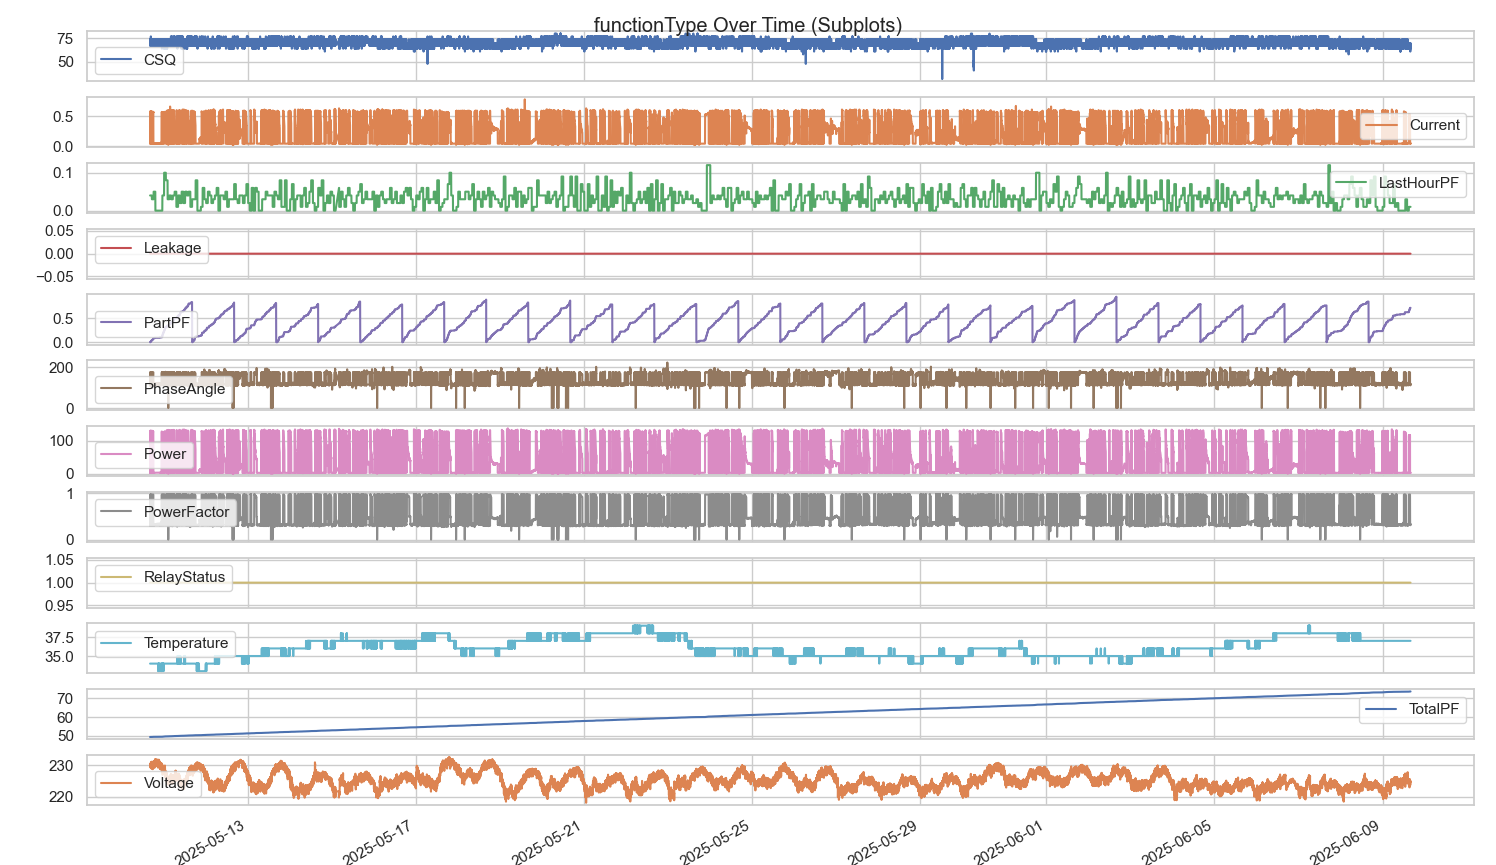 functionType Over Time (Subplots)
75
50
CSQ
0.5
0.0
Current
0.1
0.0
LastHourPF
0.05
0.00
−0.05
Leakage
0.5
0.0
PartPF
200
0
PhaseAngle
100
0
Power
1
0
PowerFactor
1.05
1.00
0.95
RelayStatus
37.5
35.0
Temperature
70
60
50
TotalPF
230
220
Voltage
2025-05-13
2025-05-17
2025-05-21
2025-05-25
2025-05-29
2025-06-01
2025-06-05
2025-06-09